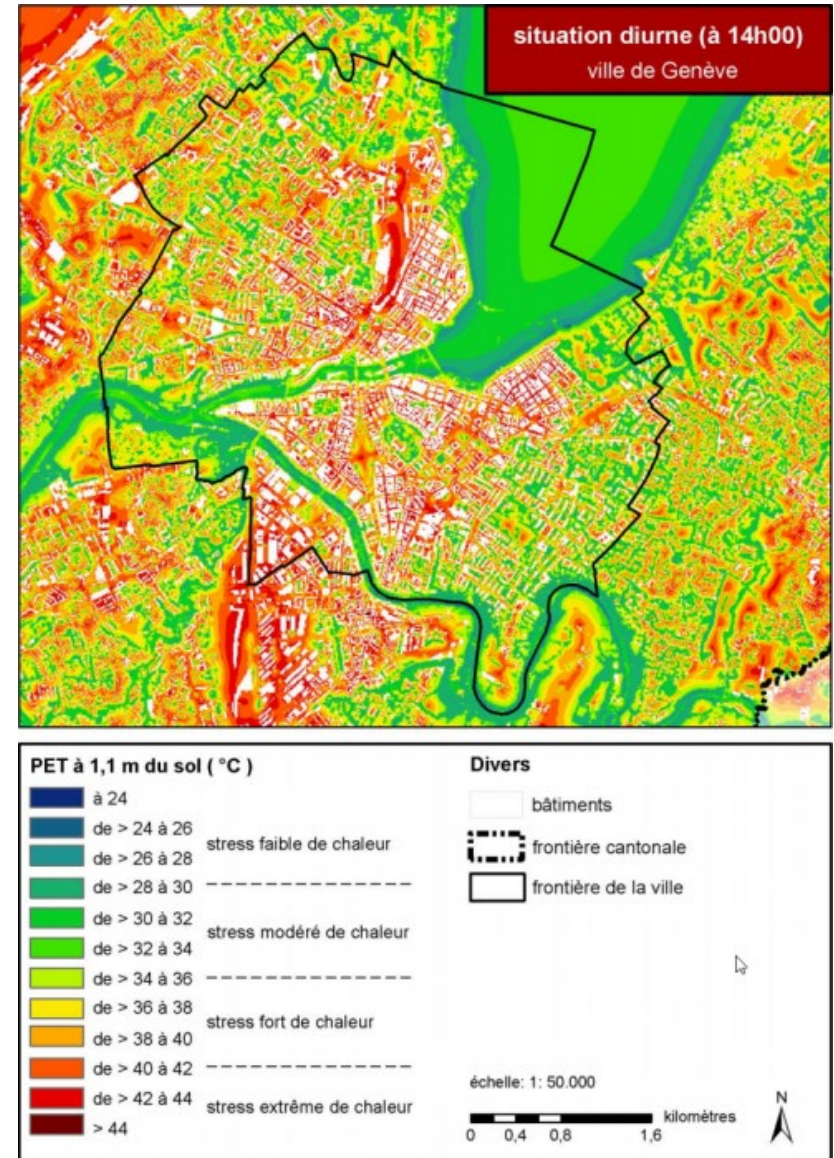 situation diurne (à 14h00)
ville de Genève
PET à 1,1 m du sol ( °C )
à 24
de > 24 à 26
de > 26 à 28
de > 28 à 30
de > 30 à 32
de > 32 à 34
de > 34 à 36
de > 36 à 38
de > 38 à 40
de > 40 à 42
de > 42 à 44
> 44
stress faible de chaleur
stress modéré de chaleur
stress fort de chaleur
stress extrême de chaleur
Divers
bâtiments
frontière cantonale
frontière de la ville
échelle: 1: 50.000
kilomètres
0 0,4 0,8 1,6
N